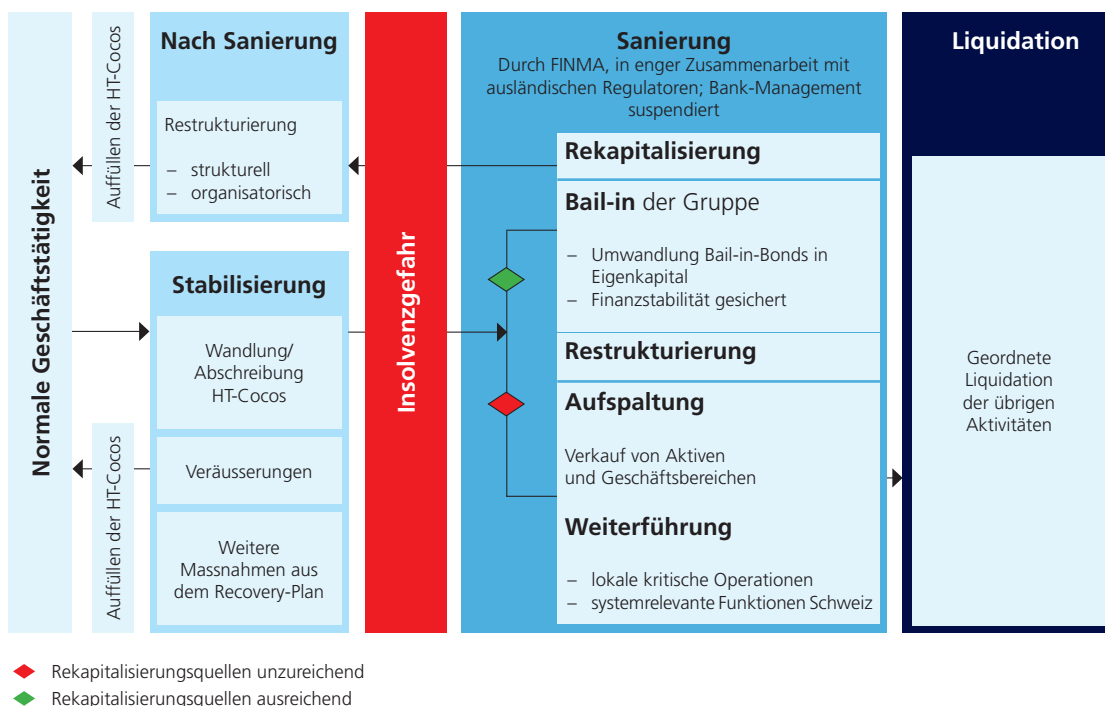 Normale Geschäftstätigkeit
Auffüllen der HT-Cocos
Nach Sanierung
Restrukturierung
– strukturell
– organisatorisch
Auffüllen der HT-Cocos
Stabilisierung
Wandlung/
Abschreibung
HT-Cocos
Veräusserungen
Weitere
Massnahmen aus
dem Recovery-Plan
Insolvenzgefahr
Sanierung
Durch FINMA, in enger Zusammenarbeit mit
ausländischen Regulatoren; Bank-Management
suspendiert
Rekapitalisierung
Bail-in der Gruppe
– Umwandlung Bail-in-Bonds in
Eigenkapital
– Finanzstabilität gesichert
Restrukturierung
Aufspaltung
Verkauf von Aktiven
und Geschäftsbereichen
Weiterführung
– lokale kritische Operationen
– systemrelevante Funktionen Schweiz
Liquidation
Geordnete
Liquidation
der übrigen
Aktivitäten
Rekapitalisierungsquellen unzureichend
Rekapitalisierungsquellen ausreichend